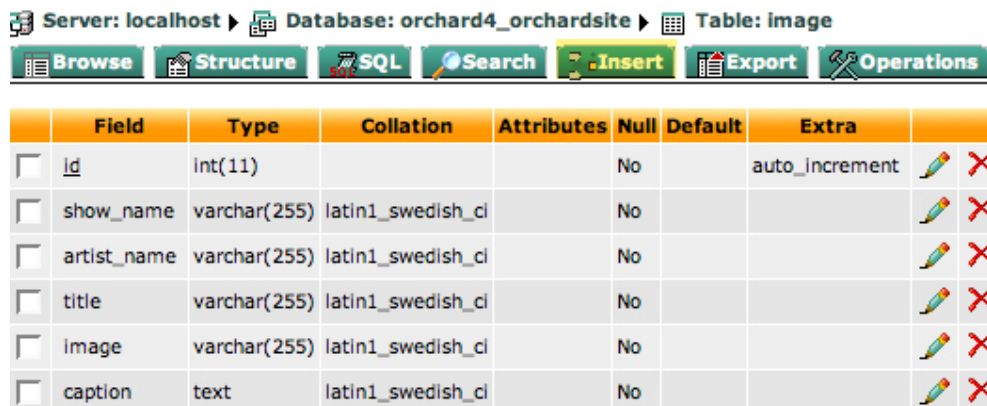 Server: localhost Database: orchard4_orchardsite Table: image
Browse Structure SQL Search Insert Export Operations
Field Type Collation Attributes Null Default Extra
id int(11) No auto_increment
show_name varchar(255) latin1_swedish_ci No
artist_name varchar(255) latin1_swedish_ci No
title varchar(255) latin1_swedish_ci No
image varchar(255) latin1_swedish_ci No
caption text latin1_swedish_ci No